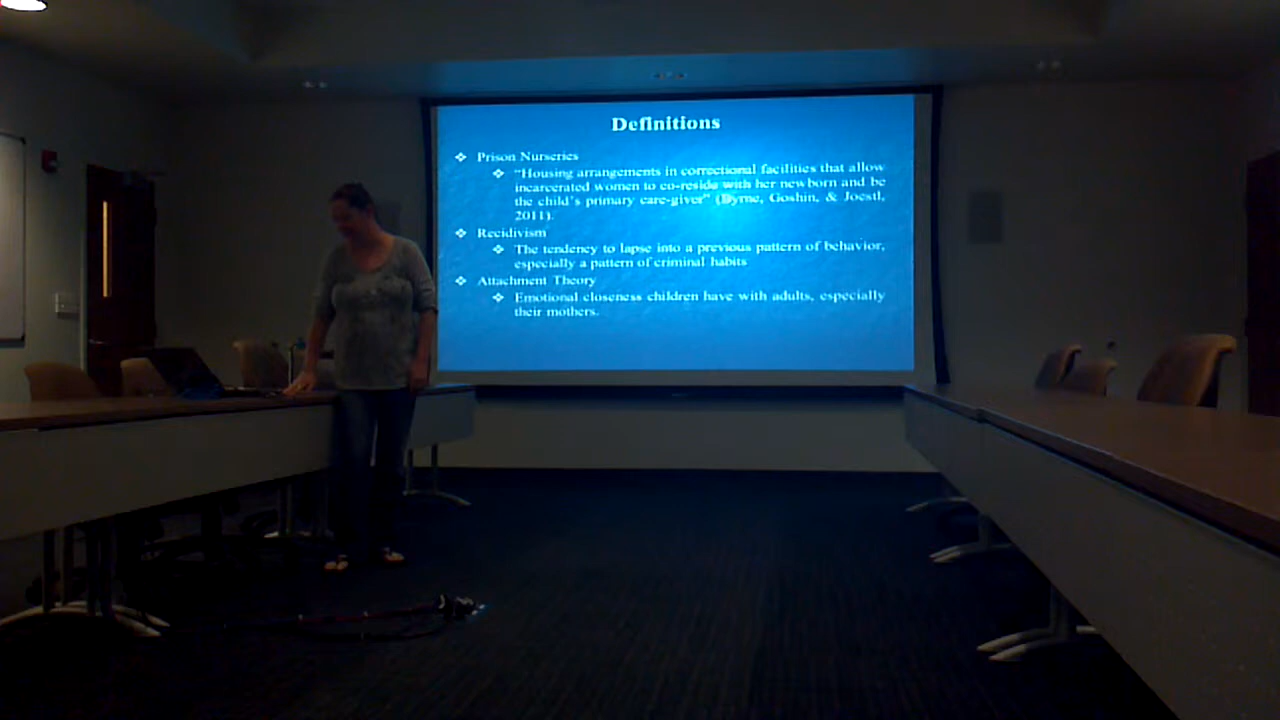 Definitions
Prison Nurseries
"Housing arrangements in correctional facilities that allow
incarcerated women to co-reside with her newborn and be
the child's primary care-giver" (Byrne, Goshin, & Joestl,
2011).
Recidivism
The tendency to lapse into a previous pattern of behavior,
especially a pattern of criminal habits
Attachment Theory
Emotional closeness children have with adults, especially
their mothers.